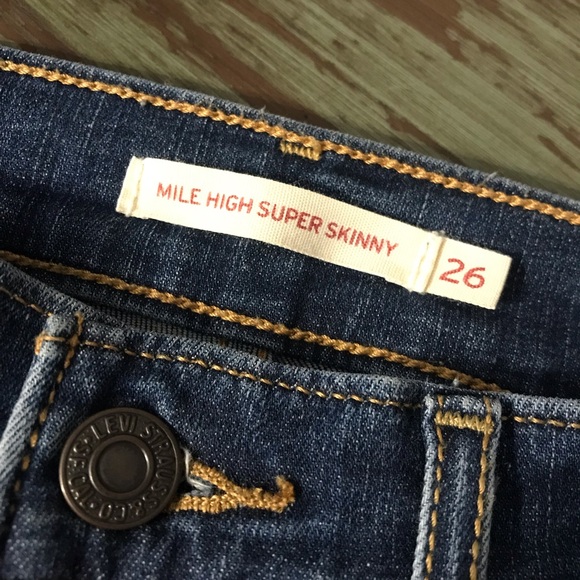 MILE HIGH SUPER SKINNY
26
LEVI STRAUSS & CO